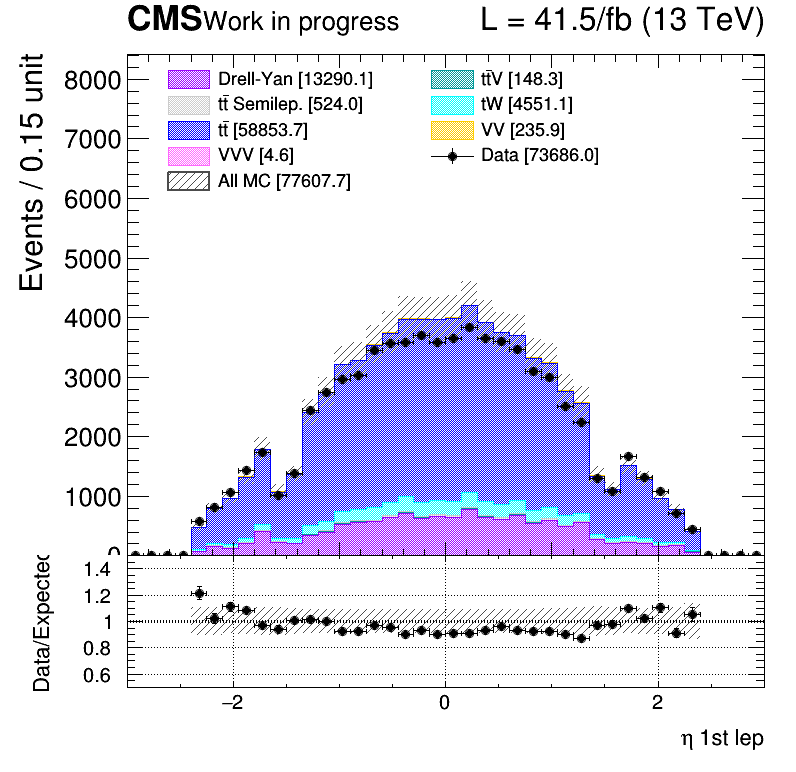 CMS Work in progress L = 41.5/fb (13 TeV)
Events / 0.15 unit
8000
7000
6000
5000
4000
3000
2000
1000
0
Drell-Yan [13290.1]
tt̄ Semilep. [524.0]
tt̄ [58853.7]
VVV [4.6]
All MC [77607.7]
tt̄V [148.3]
tW [4551.1]
VV [235.9]
Data [73686.0]
Data/Expected
1.4
1.2
1
0.8
0.6
−2 0 2
η 1st lep